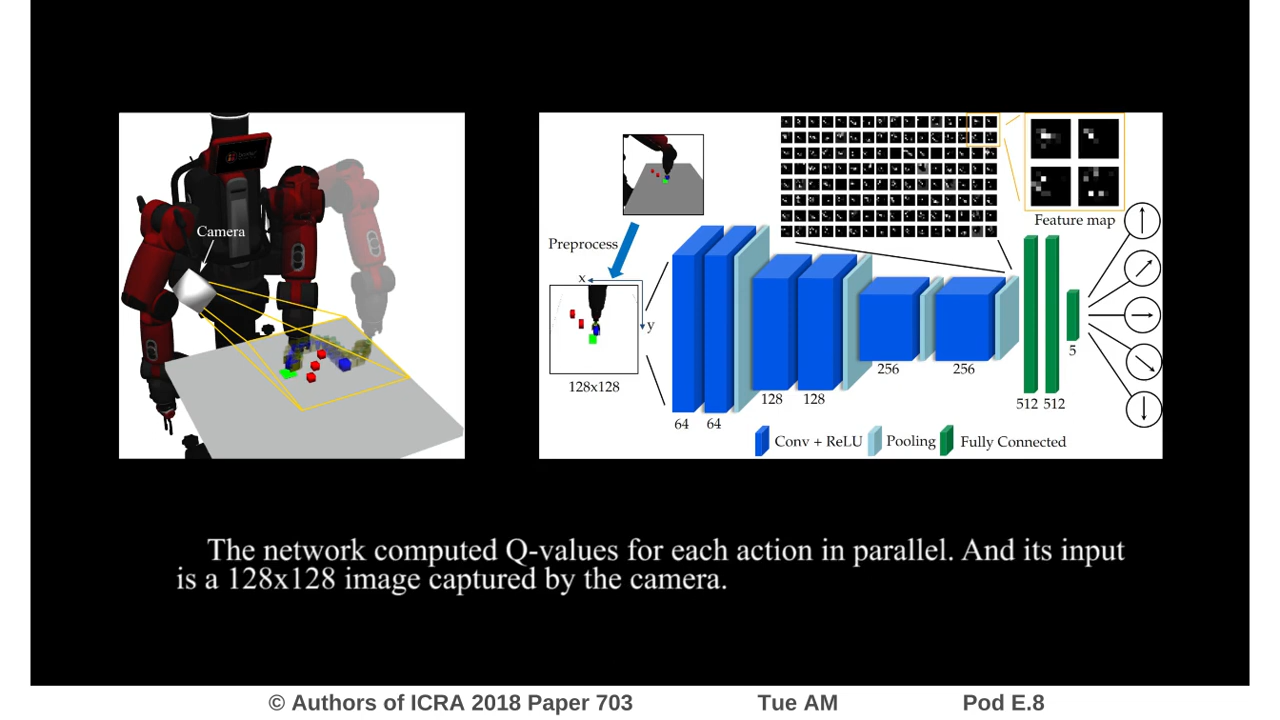 Camera
Preprocess
x
y
128x128
64 64
128 128
256 256
Feature map
512 512
5
Conv + ReLU Pooling Fully Connected
The network computed Q-values for each action in parallel. And its input
is a 128x128 image captured by the camera.
© Authors of ICRA 2018 Paper 703 Tue AM Pod E.8